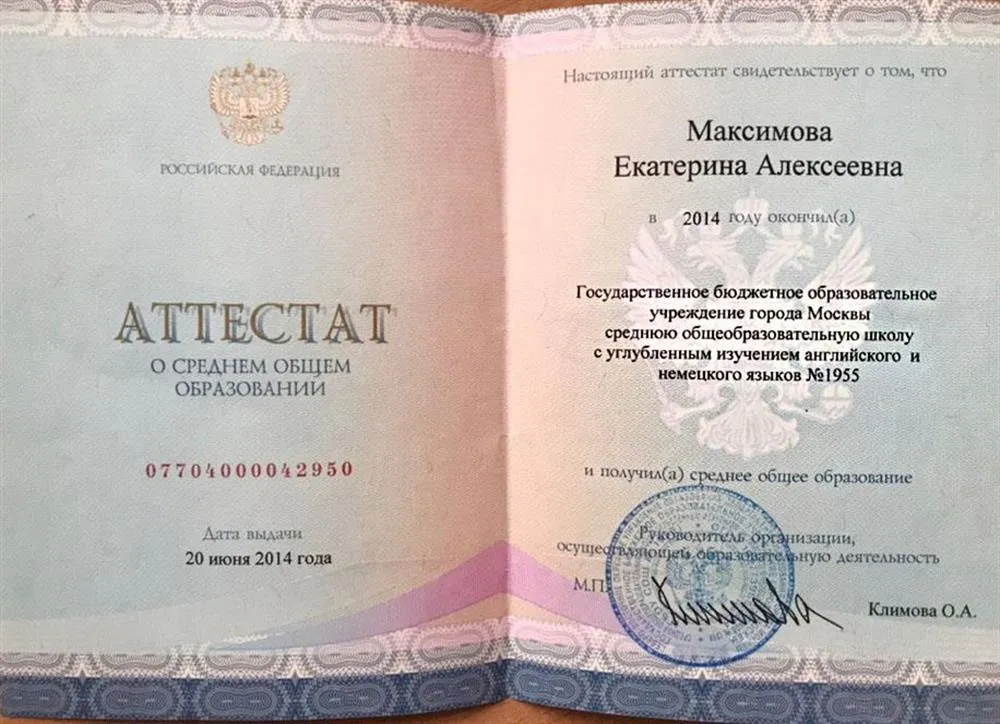 РОССИЙСКАЯ ФЕДЕРАЦИЯ
АТТЕСТАТ
О СРЕДНЕМ ОБЩЕМ
ОБРАЗОВАНИИ
07704000042950
Дата выдачи
20 июня 2014 года
Настоящий аттестат свидетельствует о том, что
Максимова
Екатерина Алексеевна
в 2014 году окончил(а)
Государственное бюджетное образовательное
учреждение города Москвы
среднюю общеобразовательную школу
с углубленным изучением английского и
немецкого языков №1955
и получил(а) среднее общее образование
Руководитель организации,
осуществляющей образовательную деятельность
М.П.
Климова О.А.